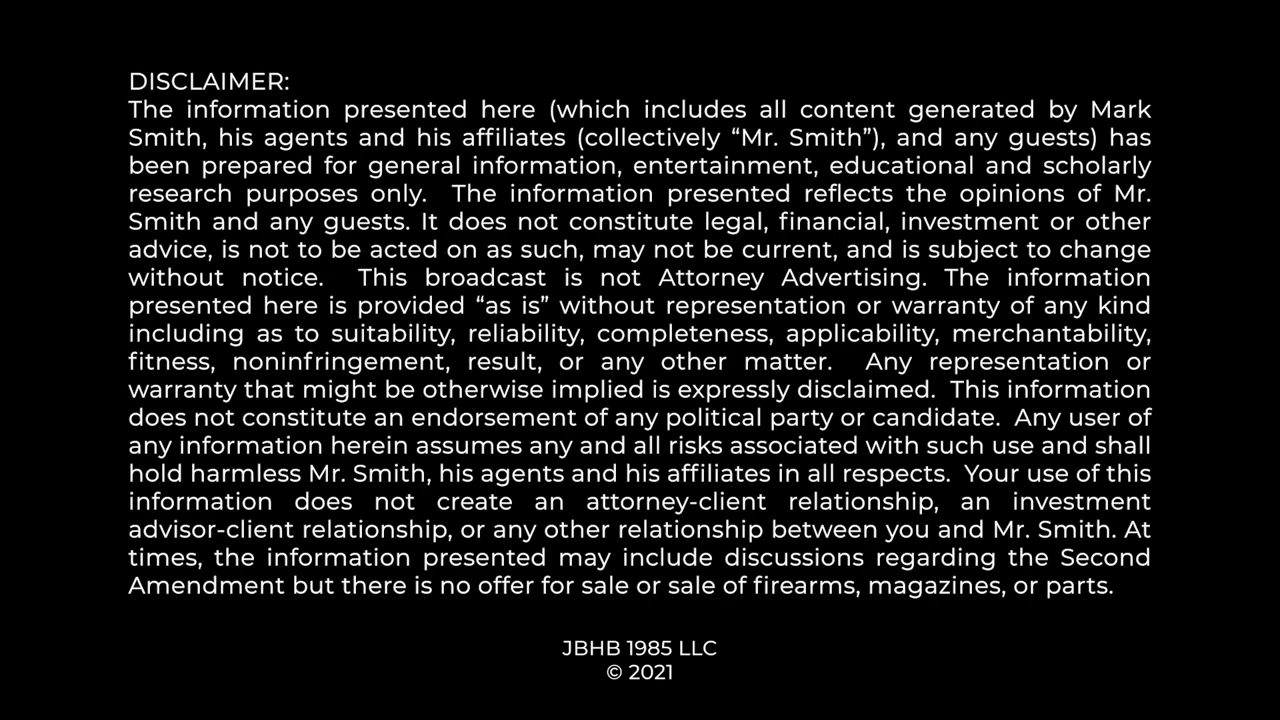 DISCLAIMER:
The information presented here (which includes all content generated by Mark
Smith, his agents and his affiliates (collectively “Mr. Smith”), and any guests) has
been prepared for general information, entertainment, educational and scholarly
research purposes only. The information presented reflects the opinions of Mr.
Smith and any guests. It does not constitute legal, financial, investment or other
advice, is not to be acted on as such, may not be current, and is subject to change
without notice. This broadcast is not Attorney Advertising. The information
presented here is provided “as is” without representation or warranty of any kind
including as to suitability, reliability, completeness, applicability, merchantability,
fitness, noninfringement, result, or any other matter. Any representation or
warranty that might be otherwise implied is expressly disclaimed. This information
does not constitute an endorsement of any political party or candidate. Any user of
any information herein assumes any and all risks associated with such use and shall
hold harmless Mr. Smith, his agents and his affiliates in all respects. Your use of this
information does not create an attorney-client relationship, an investment
advisor-client relationship, or any other relationship between you and Mr. Smith. At
times, the information presented may include discussions regarding the Second
Amendment but there is no offer for sale or sale of firearms, magazines, or parts.
JBHB 1985 LLC
© 2021